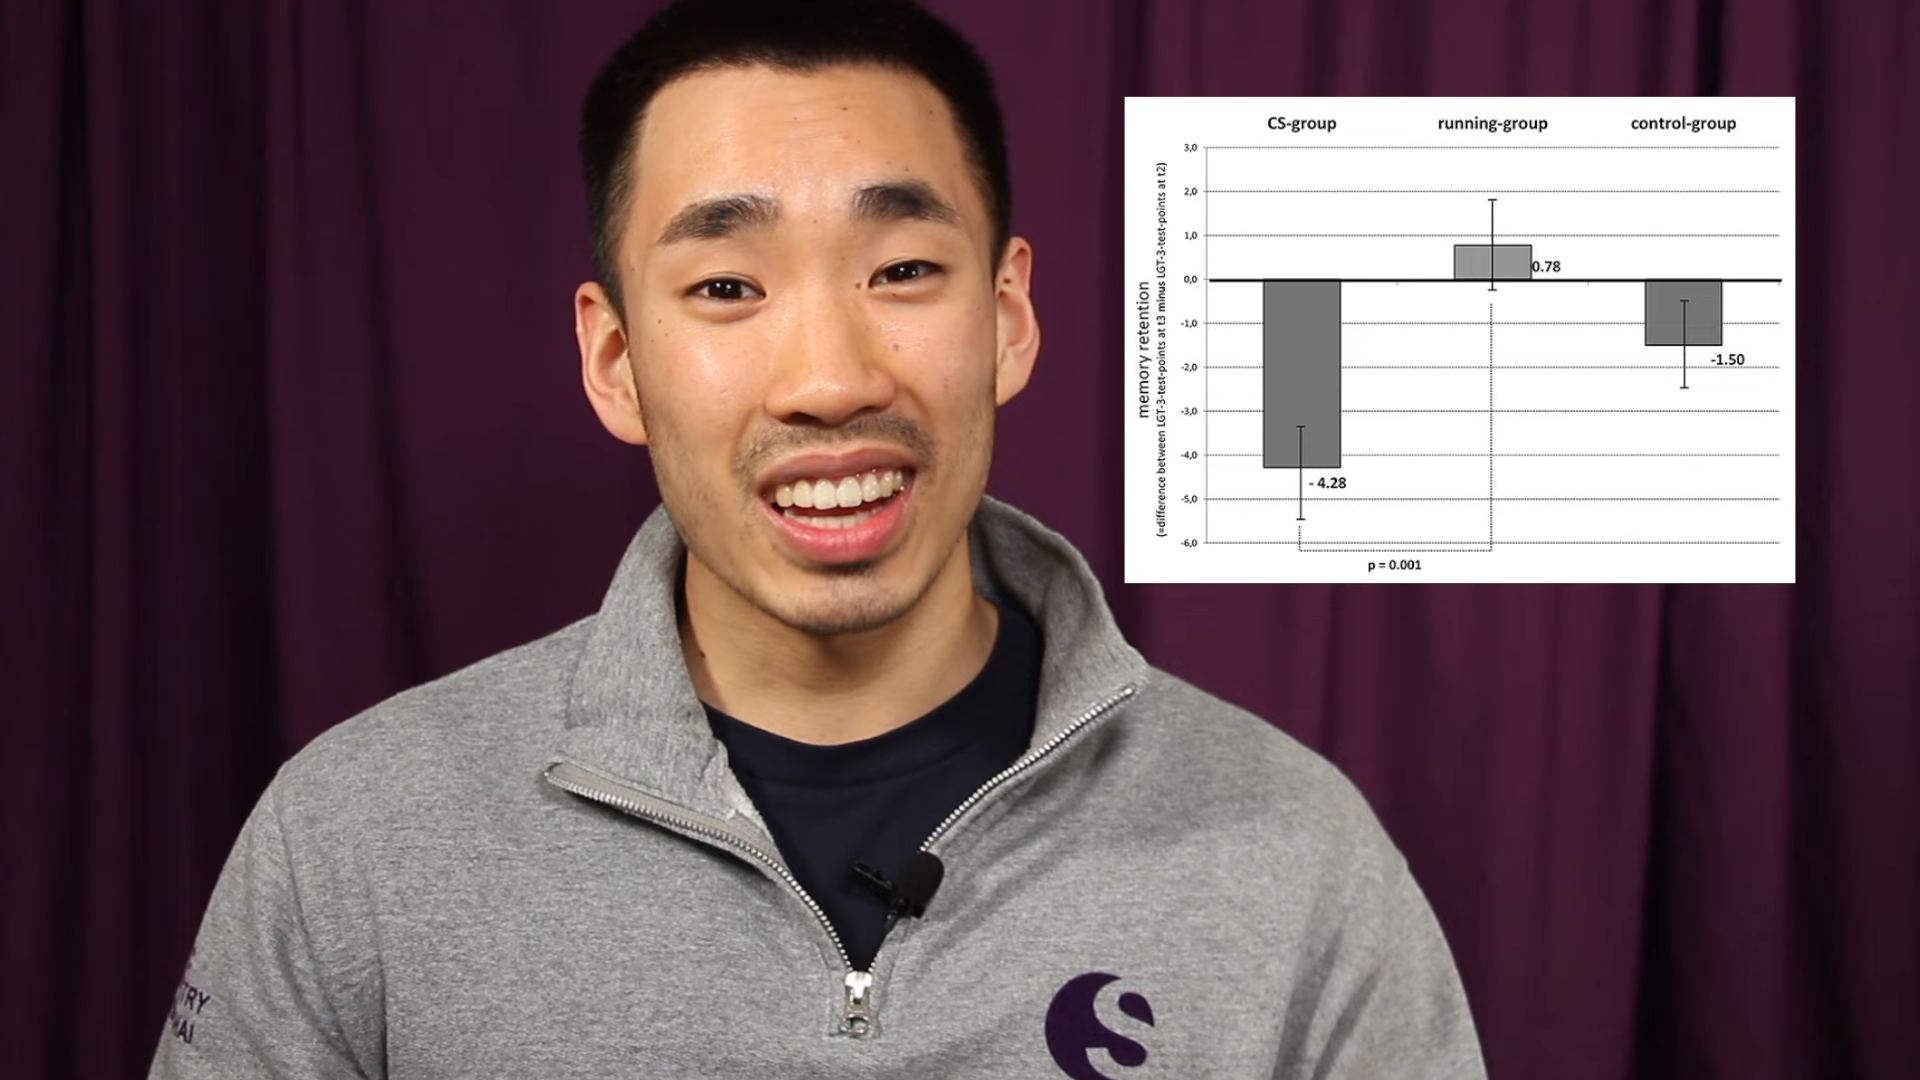 CS-group running-group control-group
memory retention
(=difference between LGT-3-test-points at t3 minus LGT-3-test-points at t2)
3,0
2,0
1,0
0,0
-1,0
-2,0
-3,0
-4,0
-5,0
-6,0
0.78
-1.50
- 4.28
p = 0.001
TRY
AI
S